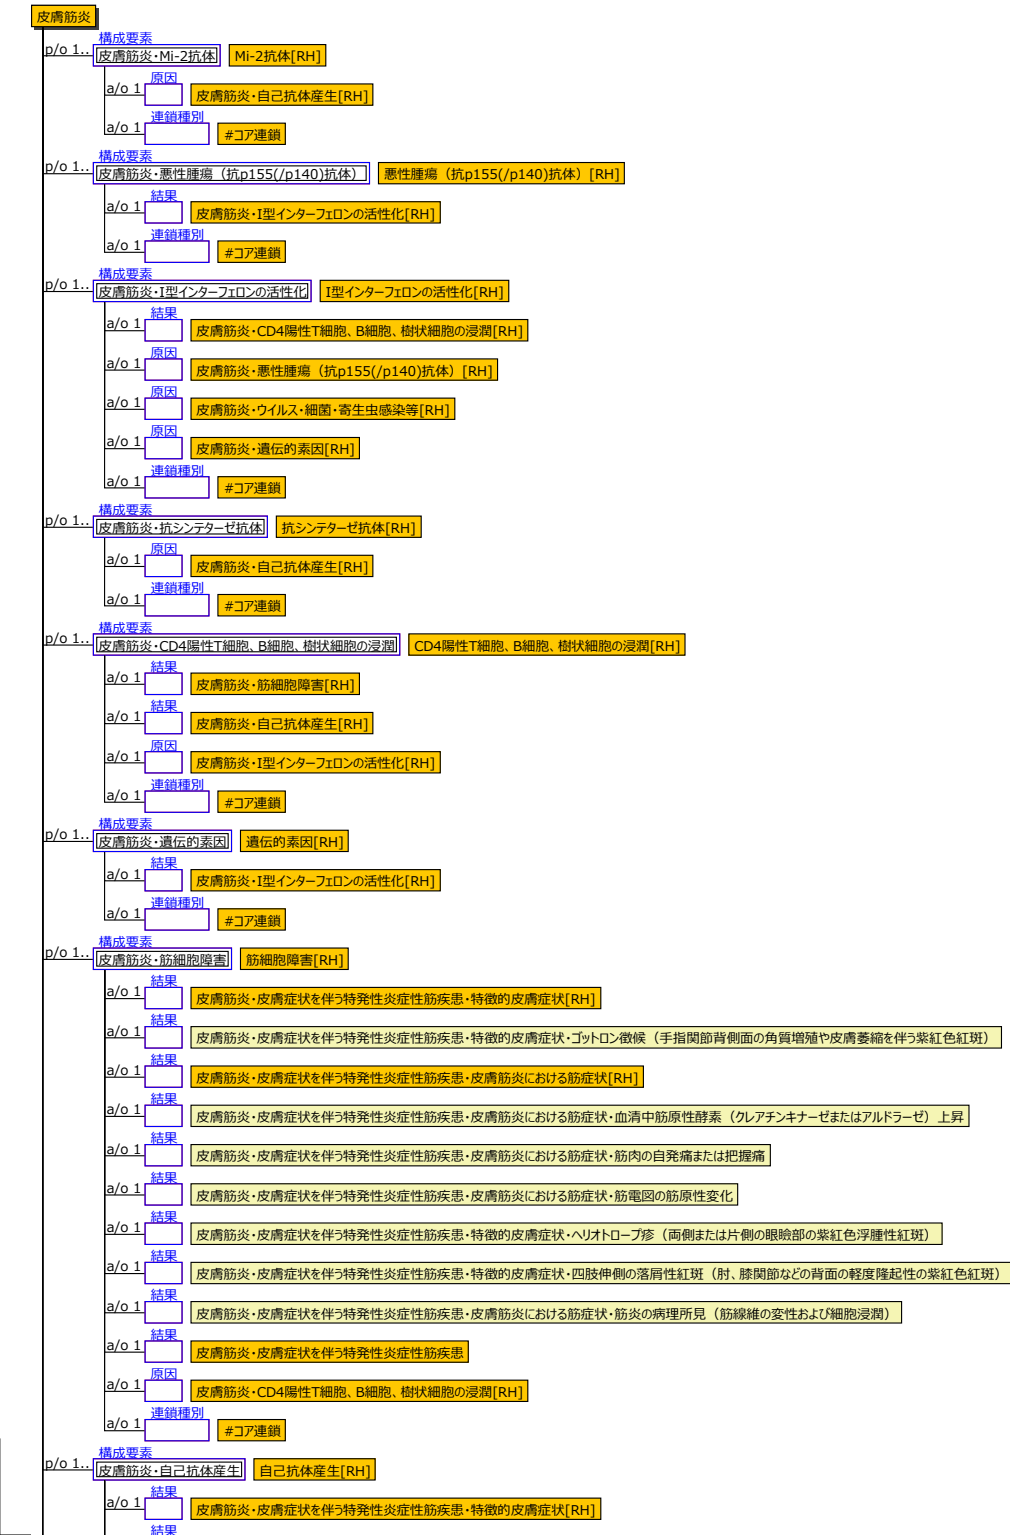 皮膚筋炎
構成要素
p/o 1.. 皮膚筋炎・Mi-2抗体 Mi-2抗体[RH]
原因
a/o 1 皮膚筋炎・自己抗体産生[RH]
連鎖種別
a/o 1 #コア連鎖
構成要素
p/o 1.. 皮膚筋炎・悪性腫瘍（抗p155(/p140)抗体） 悪性腫瘍（抗p155(/p140)抗体）[RH]
結果
a/o 1 皮膚筋炎・I型インターフェロンの活性化[RH]
連鎖種別
a/o 1 #コア連鎖
構成要素
p/o 1.. 皮膚筋炎・I型インターフェロンの活性化 I型インターフェロンの活性化[RH]
結果
a/o 1 皮膚筋炎・CD4陽性T細胞、B細胞、樹状細胞の浸潤[RH]
原因
a/o 1 皮膚筋炎・悪性腫瘍（抗p155(/p140)抗体）[RH]
原因
a/o 1 皮膚筋炎・ウイルス・細菌・寄生虫感染等[RH]
原因
a/o 1 皮膚筋炎・遺伝的素因[RH]
連鎖種別
a/o 1 #コア連鎖
構成要素
p/o 1.. 皮膚筋炎・抗シンテターゼ抗体 抗シンテターゼ抗体[RH]
原因
a/o 1 皮膚筋炎・自己抗体産生[RH]
連鎖種別
a/o 1 #コア連鎖
構成要素
p/o 1.. 皮膚筋炎・CD4陽性T細胞、B細胞、樹状細胞の浸潤 CD4陽性T細胞、B細胞、樹状細胞の浸潤[RH]
結果
a/o 1 皮膚筋炎・筋細胞障害[RH]
結果
a/o 1 皮膚筋炎・自己抗体産生[RH]
原因
a/o 1 皮膚筋炎・I型インターフェロンの活性化[RH]
連鎖種別
a/o 1 #コア連鎖
構成要素
p/o 1.. 皮膚筋炎・遺伝的素因 遺伝的素因[RH]
結果
a/o 1 皮膚筋炎・I型インターフェロンの活性化[RH]
連鎖種別
a/o 1 #コア連鎖
構成要素
p/o 1.. 皮膚筋炎・筋細胞障害 筋細胞障害[RH]
結果
a/o 1 皮膚筋炎・皮膚症状を伴う特発性炎症性筋疾患・特徴的皮膚症状[RH]
結果
a/o 1 皮膚筋炎・皮膚症状を伴う特発性炎症性筋疾患・特徴的皮膚症状・ゴットロン徴候（手指関節背側面の角質増殖や皮膚萎縮を伴う紫紅色紅斑）
結果
a/o 1 皮膚筋炎・皮膚症状を伴う特発性炎症性筋疾患・皮膚筋炎における筋症状[RH]
結果
a/o 1 皮膚筋炎・皮膚症状を伴う特発性炎症性筋疾患・皮膚筋炎における筋症状・血清中筋原性酵素（クレアチンキナーゼまたはアルドラーゼ）上昇
結果
a/o 1 皮膚筋炎・皮膚症状を伴う特発性炎症性筋疾患・皮膚筋炎における筋症状・筋肉の自発痛または把握痛
結果
a/o 1 皮膚筋炎・皮膚症状を伴う特発性炎症性筋疾患・皮膚筋炎における筋症状・筋電図の筋原性変化
結果
a/o 1 皮膚筋炎・皮膚症状を伴う特発性炎症性筋疾患・特徴的皮膚症状・ヘリオトロープ疹（両側または片側の眼瞼部の紫紅色浮腫性紅斑）
結果
a/o 1 皮膚筋炎・皮膚症状を伴う特発性炎症性筋疾患・特徴的皮膚症状・四肢伸側の落屑性紅斑（肘、膝関節などの背面の軽度隆起性の紫紅色紅斑）
結果
a/o 1 皮膚筋炎・皮膚症状を伴う特発性炎症性筋疾患・皮膚筋炎における筋症状・筋炎の病理所見（筋線維の変性および細胞浸潤）
結果
a/o 1 皮膚筋炎・皮膚症状を伴う特発性炎症性筋疾患
原因
a/o 1 皮膚筋炎・CD4陽性T細胞、B細胞、樹状細胞の浸潤[RH]
連鎖種別
a/o 1 #コア連鎖
構成要素
p/o 1.. 皮膚筋炎・自己抗体産生 自己抗体産生[RH]
結果
a/o 1 皮膚筋炎・皮膚症状を伴う特発性炎症性筋疾患・特徴的皮膚症状[RH]
結果